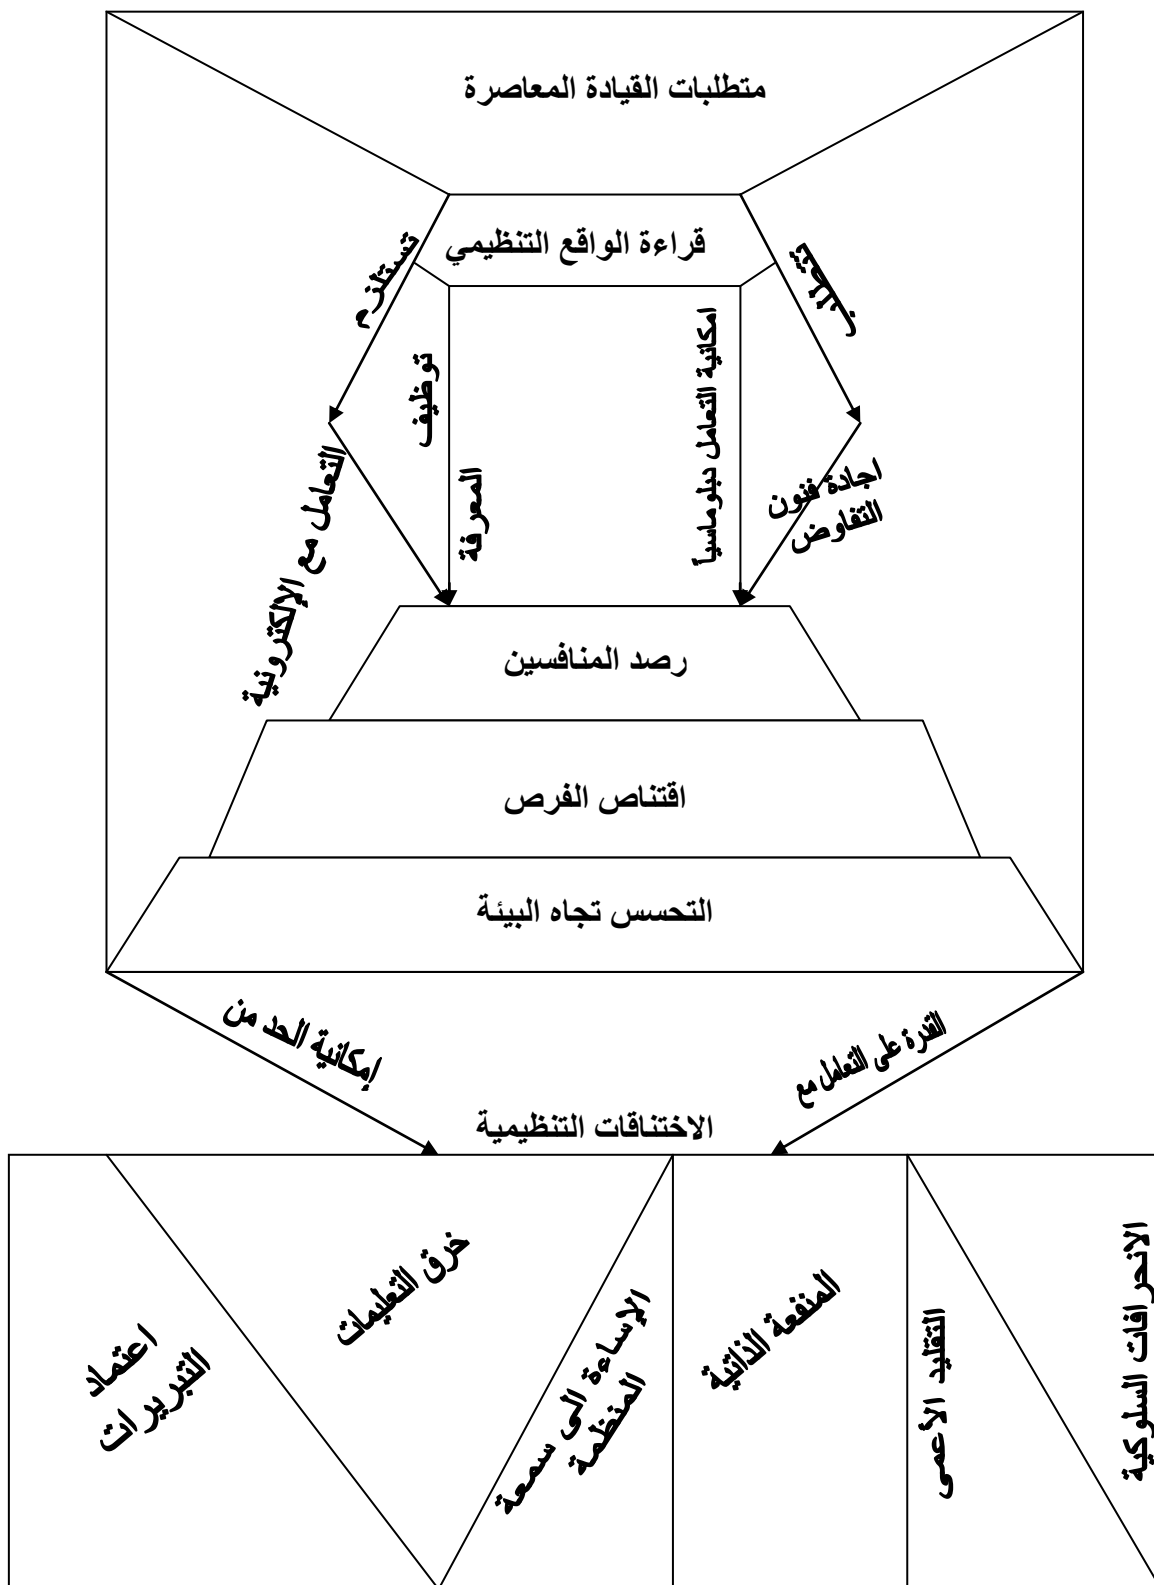 متطلبات القيادة المعاصرة
قراءة الواقع التنظيمي
تتطلب
تستلزم
امكانية التعامل دبلوماسياً
توظيف
المعرفة
اجادة فنون
التفاوض
التعامل مع الإلكترونية
رصد المنافسين
اقتناص الفرص
التحسس تجاه البيئة
القدرة على التعامل مع
إمكانية الحد من
الاختناقات التنظيمية
الانحرافات السلوكية
التقليد الأعمى
المنفعة الذاتية
الإساءة الى سمعة
المنظمة
خرق التعليمات
اعتماد
التبريرات